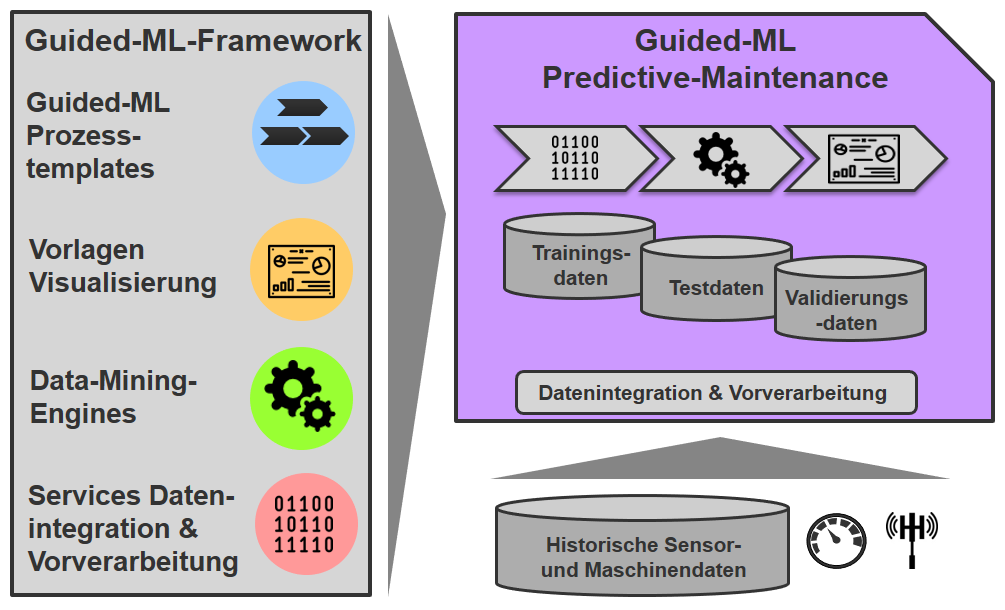 Guided-ML-Framework
Guided-ML
Prozess-
templates
Vorlagen
Visualisierung
Data-Mining-
Engines
Services Daten-
integration &
Vorverarbeitung
01100
10110
11110
Guided-ML
Predictive-Maintenance
01100
10110
11110
Trainings-
daten
Testdaten
Validierungs
-daten
Datenintegration & Vorverarbeitung
Historische Sensor-
und Maschinendaten